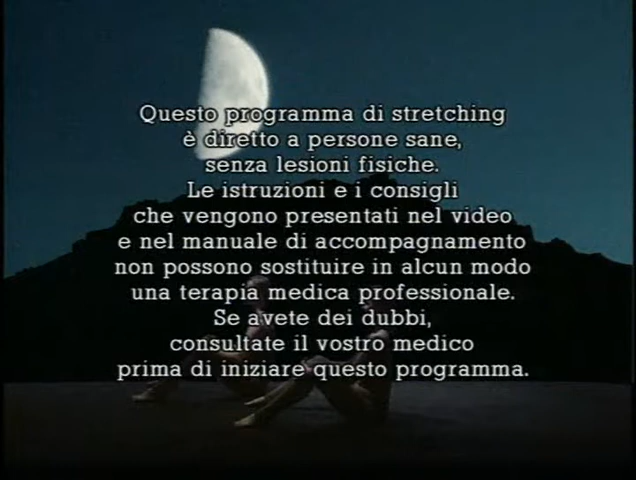 Questo programma di stretching
è diretto a persone sane,
senza lesioni fisiche.
Le istruzioni e i consigli
che vengono presentati nel video
e nel manuale di accompagnamento
non possono sostituire in alcun modo
una terapia medica professionale.
Se avete dei dubbi,
consultate il vostro medico
prima di iniziare questo programma.